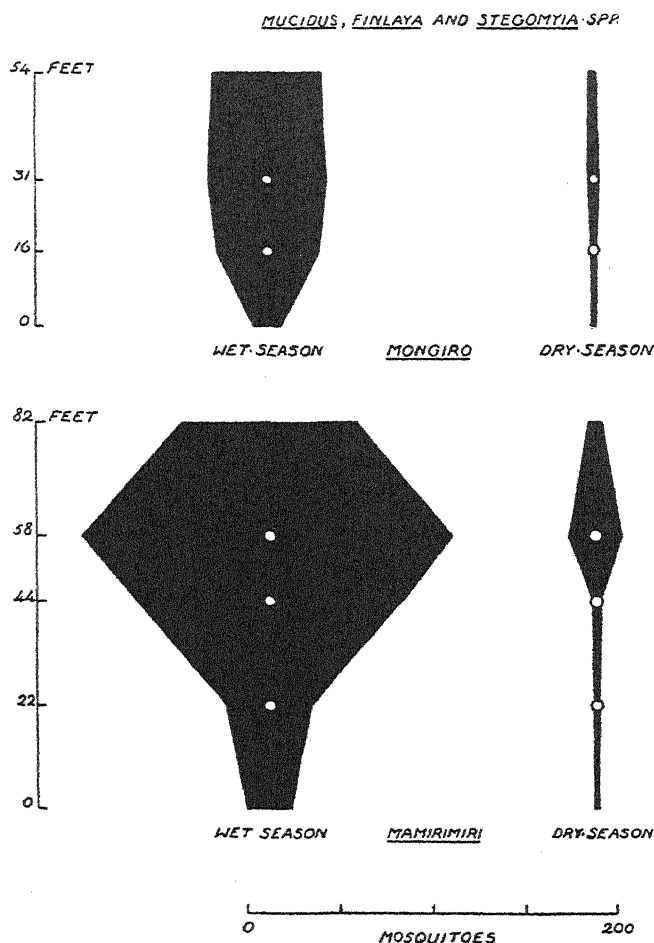 MUCIDUS, FINLAYA AND STEGOMYIA·SPP.
54 FEET
31
16
0
WET·SEASON MONGIRO DRY·SEASON
82 FEET
58
44
22
0
WET SEASON MAMIRIMIRI DRY·SEASON
0 200
MOSQUITOES